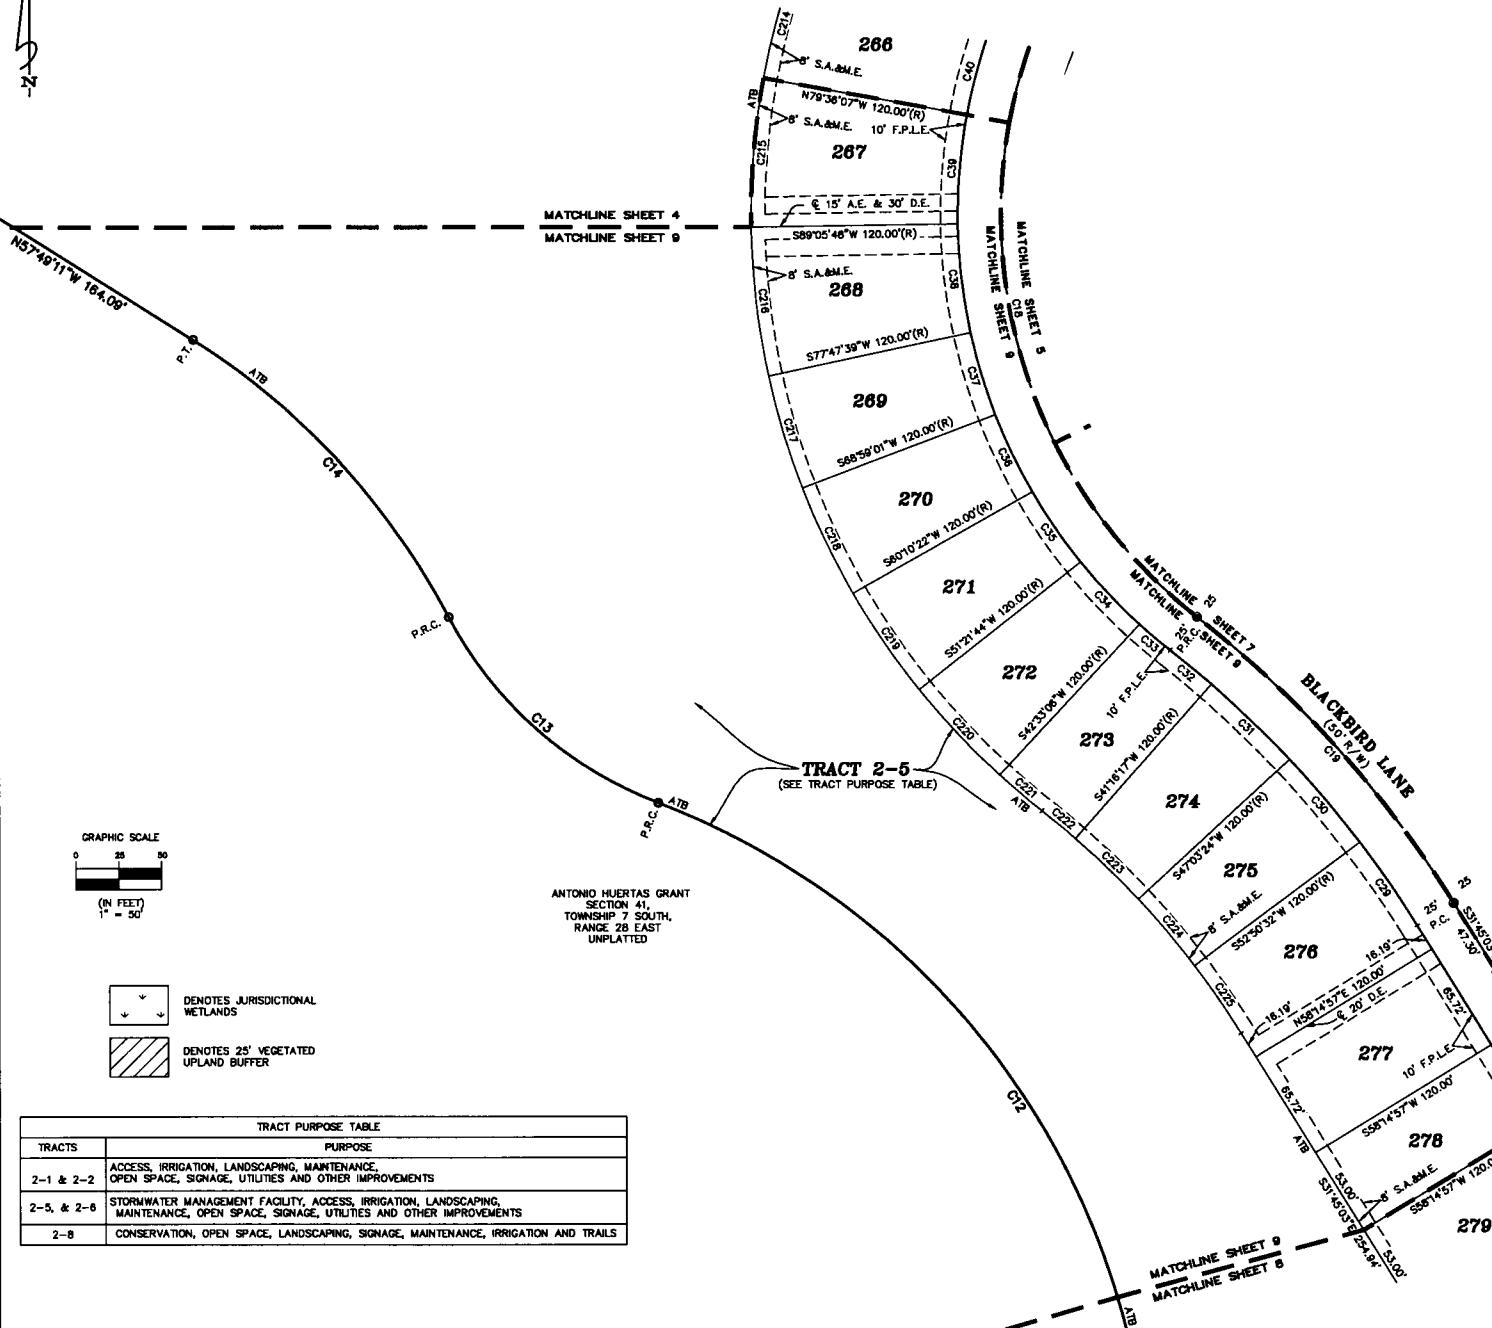 N
C214
266
8' S.A.&M.E.
C40
ATB
N79°36'07"W 120.00'(R)
8' S.A.&M.E.
10' F.P.L.E.
C215
267
C39
MATCHLINE SHEET 4
MATCHLINE SHEET 9
℄ 15' A.E. & 30' D.E.
S89°05'46"W 120.00'(R)
N57°49'11"W 164.09'
8' S.A.&M.E.
268
C216
C38
MATCHLINE SHEET 5
MATCHLINE SHEET 9
C18
P.T.
ATB
S77°47'39"W 120.00'(R)
C37
269
C217
S68°59'01"W 120.00'(R)
C36
C14
270
C218
S60°10'22"W 120.00'(R)
C35
271
C219
S51°21'44"W 120.00'(R)
C34
MATCHLINE SHEET 7
MATCHLINE SHEET 9
25
25'
P.R.C.
P.R.C.
272
C220
S42°33'06"W 120.00'(R)
C33
C32
10' F.P.L.E.
C13
273
C221
ATB
S41°16'17"W 120.00'(R)
C31
BLACKBIRD LANE
(50' R/W)
C19
TRACT 2-5
(SEE TRACT PURPOSE TABLE)
P.R.C.
ATB
C222
274
C223
S47°03'24"W 120.00'(R)
C30
GRAPHIC SCALE
0 25 50
(IN FEET)
1" = 50'
275
8' S.A.&M.E.
C224
S52°50'32"W 120.00'(R)
C29
25
25'
P.C.
S31°45'03
47.30'
ANTONIO HUERTAS GRANT
SECTION 41,
TOWNSHIP 7 SOUTH,
RANGE 28 EAST
UNPLATTED
276
C225
16.19'
16.19'
N58°14'57"E 120.00'
℄ 20' D.E.
65.72'
DENOTES JURISDICTIONAL
WETLANDS
DENOTES 25' VEGETATED
UPLAND BUFFER
277
10' F.P.L.E.
65.72'
S58°14'57"W 120.00'
C12
ATB
278
53.00'
8' S.A.&M.E.
S31°45'03"E 254.94'
S58°14'57"W 120.0
53.00'
279
TRACT PURPOSE TABLE
TRACTS PURPOSE
2-1 & 2-2 ACCESS, IRRIGATION, LANDSCAPING, MAINTENANCE,
OPEN SPACE, SIGNAGE, UTILITIES AND OTHER IMPROVEMENTS
2-5, & 2-6 STORMWATER MANAGEMENT FACILITY, ACCESS, IRRIGATION, LANDSCAPING,
MAINTENANCE, OPEN SPACE, SIGNAGE, UTILITIES AND OTHER IMPROVEMENTS
2-8 CONSERVATION, OPEN SPACE, LANDSCAPING, SIGNAGE, MAINTENANCE, IRRIGATION AND TRAILS
MATCHLINE SHEET 9
MATCHLINE SHEET 8
ATB